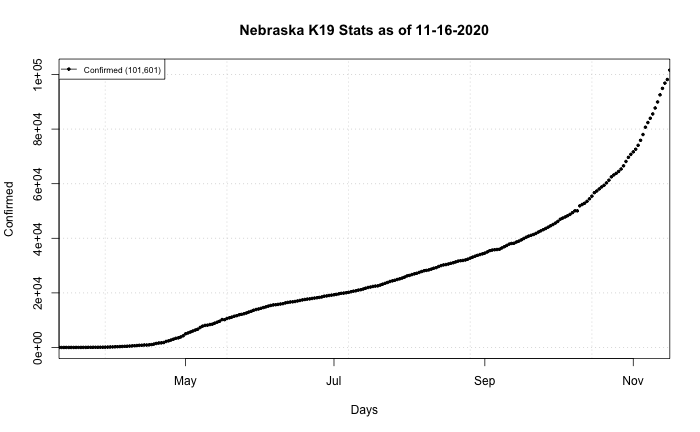 Nebraska K19 Stats as of 11-16-2020
Confirmed (101,601)
Confirmed
1e+05
8e+04
6e+04
4e+04
2e+04
0e+00
May Jul Sep Nov
Days